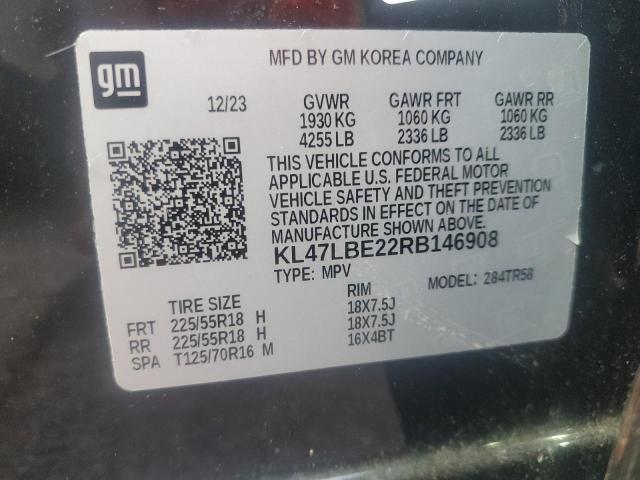 gm
MFD BY GM KOREA COMPANY
12/23 GVWR GAWR FRT GAWR RR
1930 KG 1060 KG 1060 KG
4255 LB 2336 LB 2336 LB
THIS VEHICLE CONFORMS TO ALL
APPLICABLE U.S. FEDERAL MOTOR
VEHICLE SAFETY AND THEFT PREVENTION
STANDARDS IN EFFECT ON THE DATE OF
MANUFACTURE SHOWN ABOVE.
KL47LBE22RB146908
TYPE: MPV MODEL: 284TR58
TIRE SIZE RIM
FRT 225/55R18 H 18X7.5J
RR 225/55R18 H 18X7.5J
SPA T125/70R16 M 16X4BT